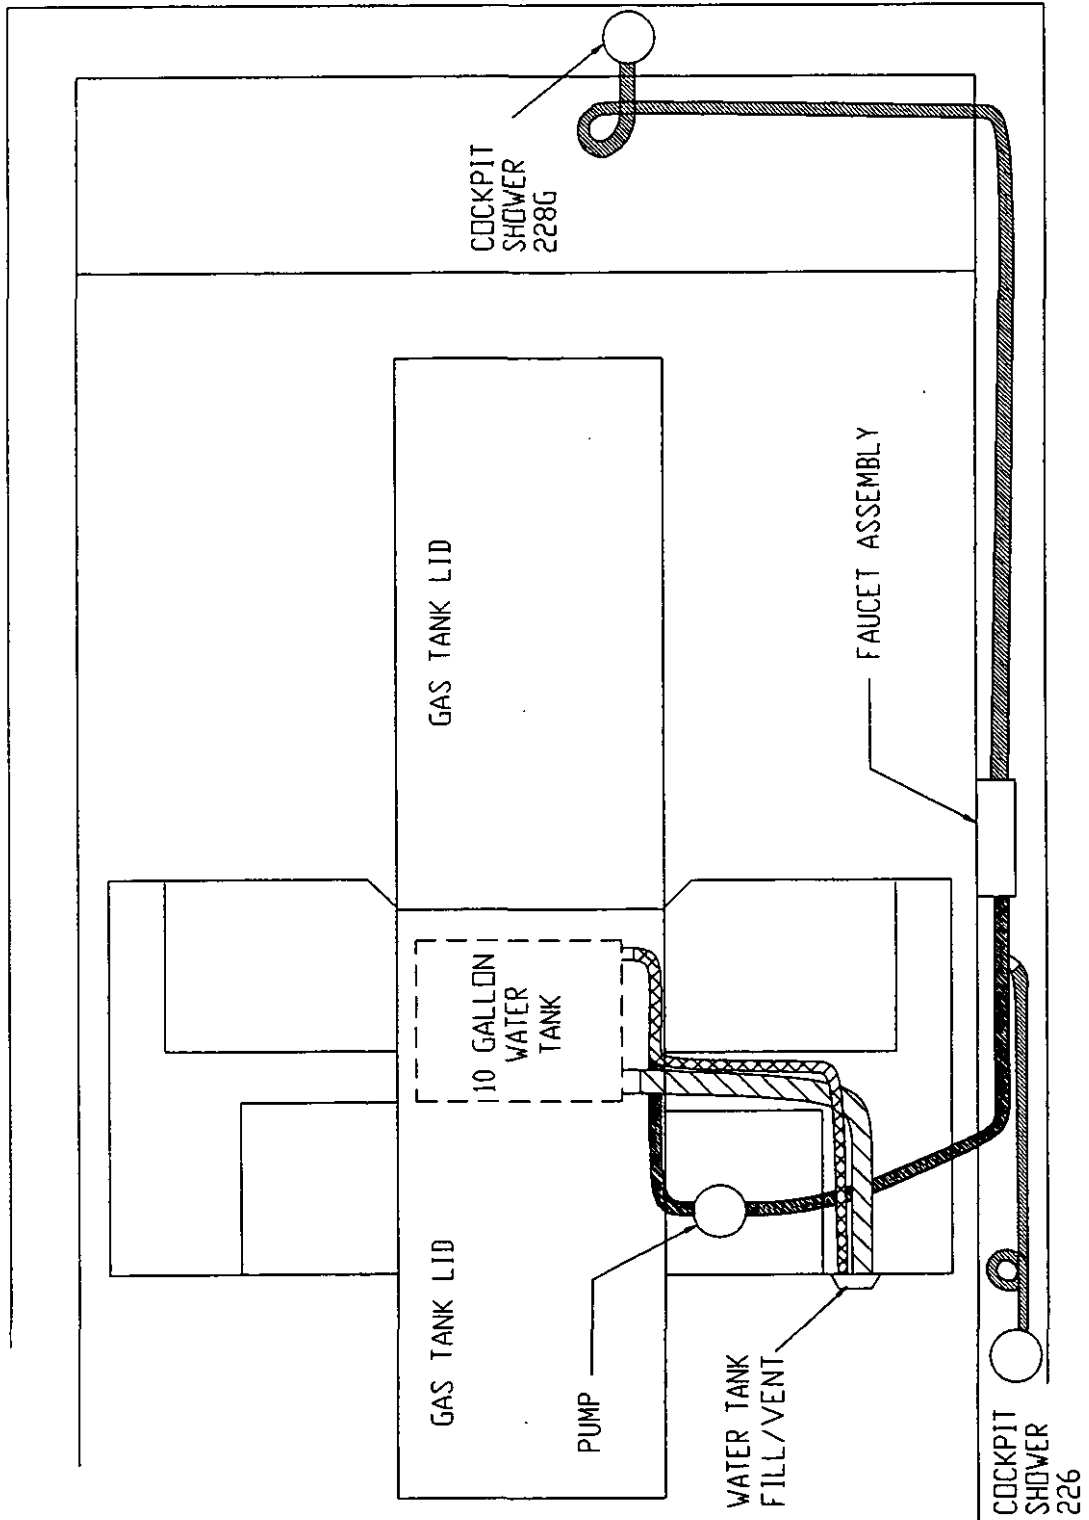 COCKPIT
SHOWER
228G
GAS TANK LID
FAUCET ASSEMBLY
10 GALLON
WATER
TANK
GAS TANK LID
PUMP
WATER TANK
FILL/VENT
COCKPIT
SHOWER
226